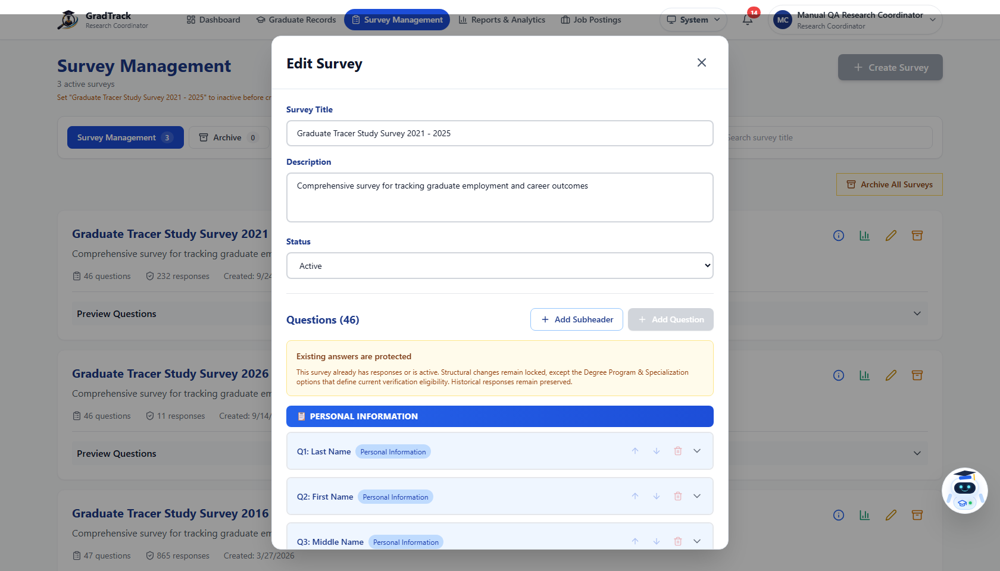 GradTrack
Research Coordinator
Dashboard
Graduate Records
Survey Management
Reports & Analytics
Job Postings
System
14
MC
Manual QA Research Coordinator
Research Coordinator
Survey Management
3 active surveys
Set "Graduate Tracer Study Survey 2021 - 2025" to inactive before cr
Create Survey
Survey Management 3
Archive 0
Search survey title
Archive All Surveys
Graduate Tracer Study Survey 2021
Comprehensive survey for tracking graduate em
46 questions
232 responses
Created: 9/24
Preview Questions
Graduate Tracer Study Survey 2026
Comprehensive survey for tracking graduate em
46 questions
11 responses
Created: 9/14/
Preview Questions
Graduate Tracer Study Survey 2016
Comprehensive survey for tracking graduate em
47 questions
865 responses
Created: 3/27/2026
Edit Survey
Survey Title
Graduate Tracer Study Survey 2021 - 2025
Description
Comprehensive survey for tracking graduate employment and career outcomes
Status
Active
Questions (46)
Add Subheader
Add Question
Existing answers are protected
This survey already has responses or is active. Structural changes remain locked, except the Degree Program & Specialization
options that define current verification eligibility. Historical responses remain preserved.
PERSONAL INFORMATION
Q1: Last Name Personal Information
Q2: First Name Personal Information
Q3: Middle Name Personal Information